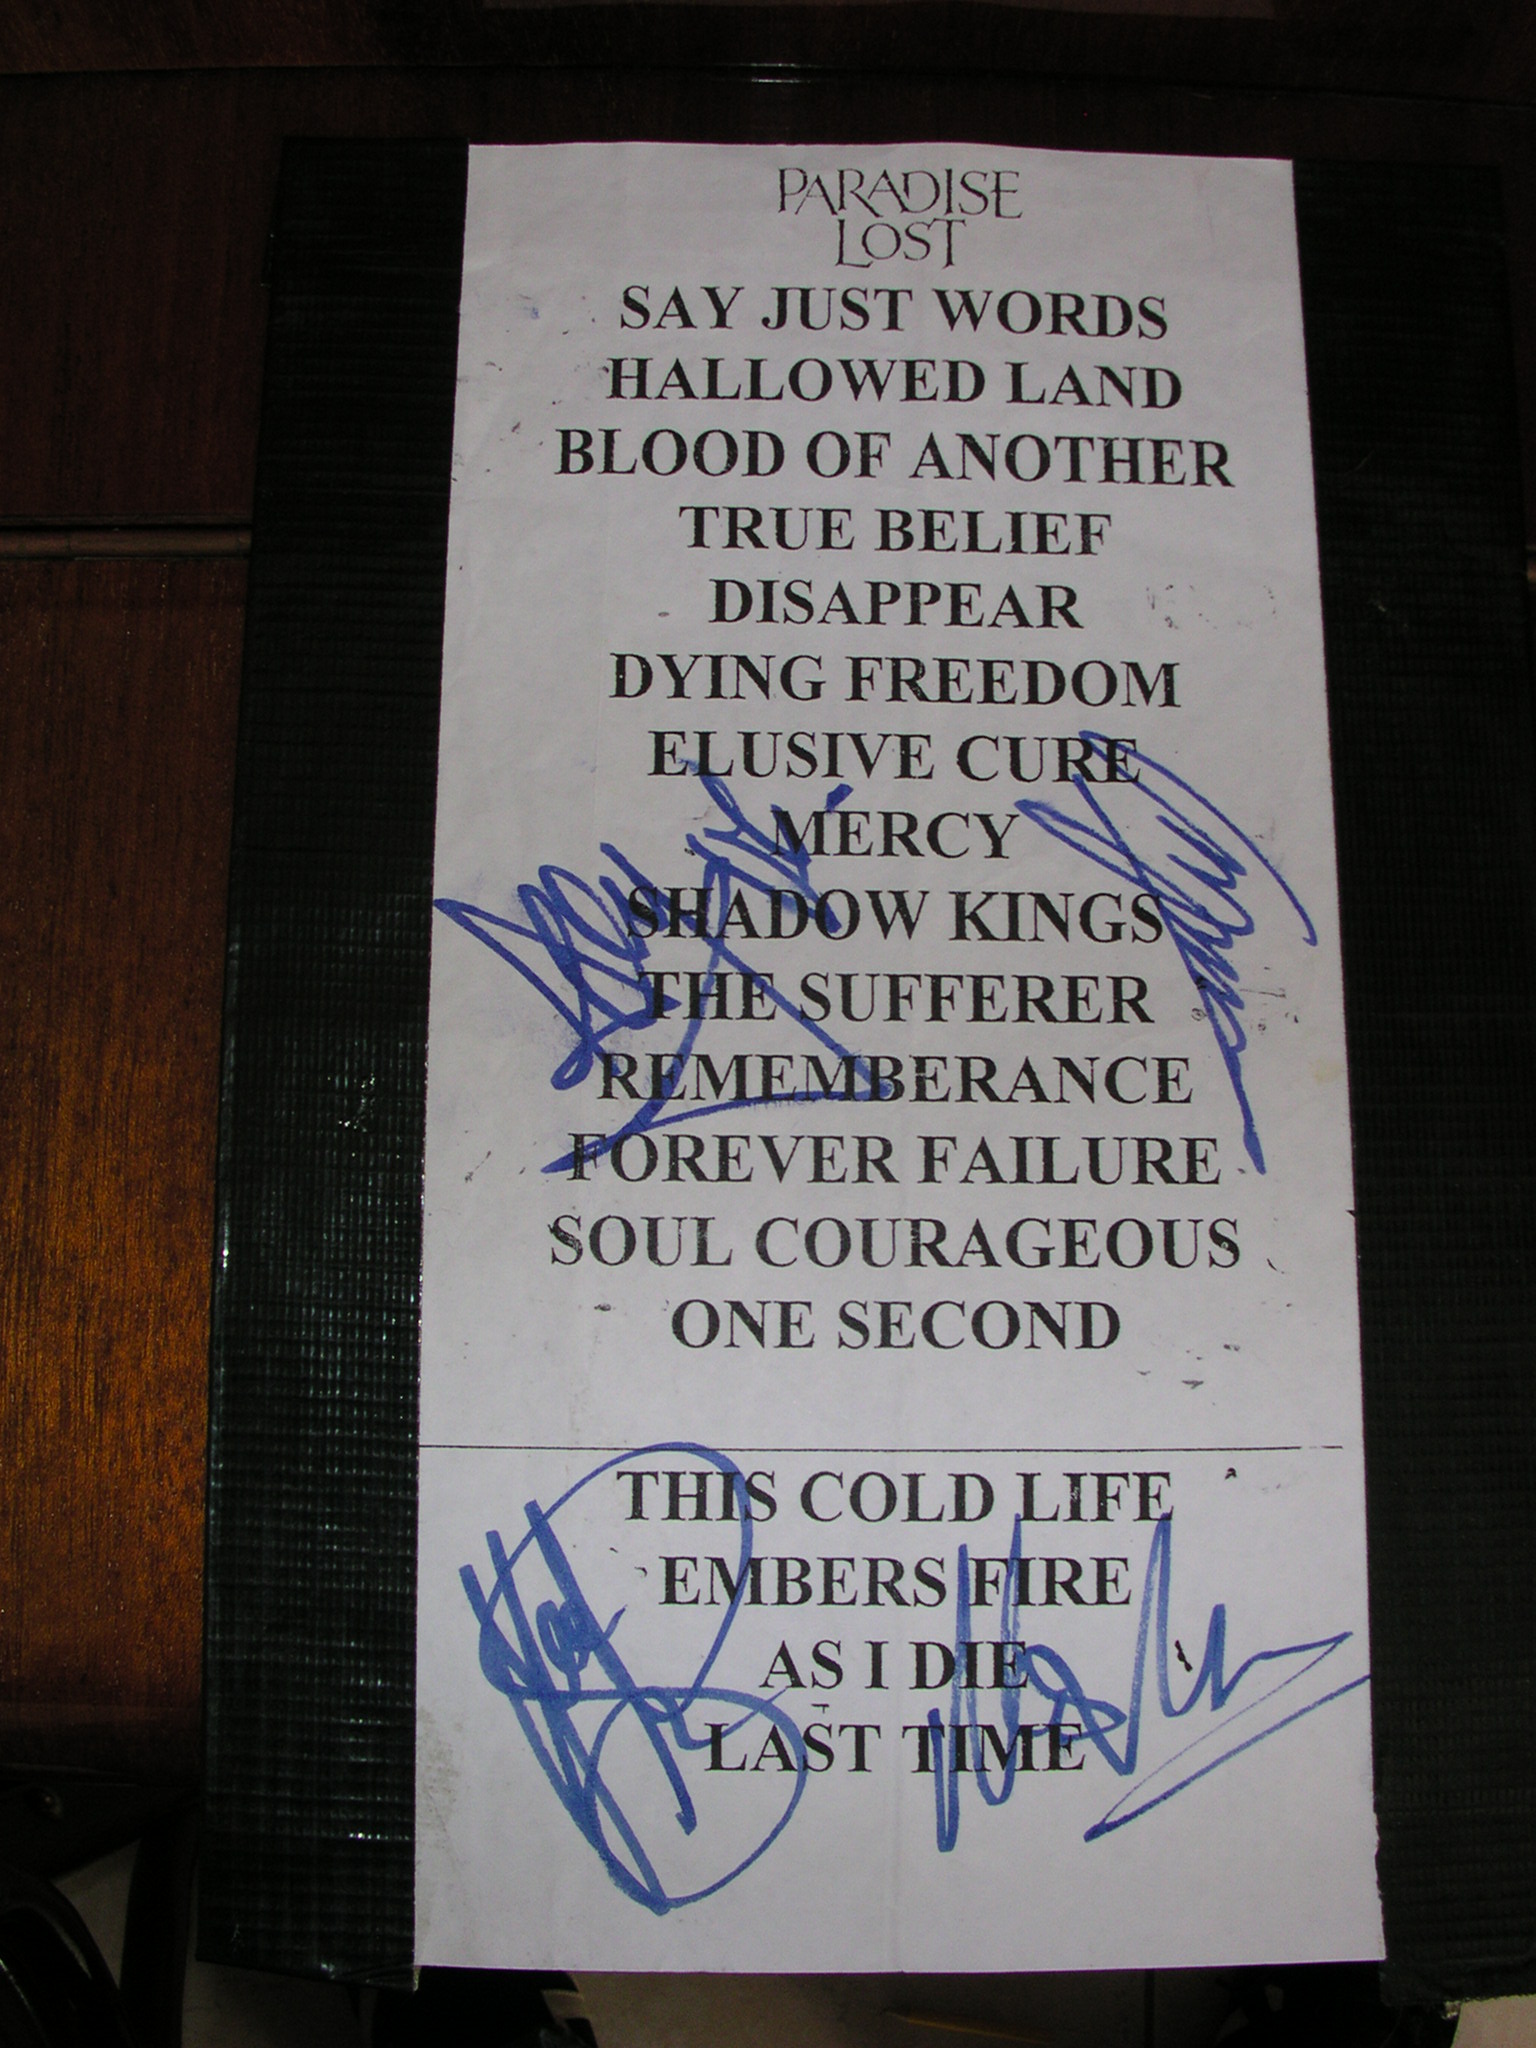 PARADISE
LOST
SAY JUST WORDS
HALLOWED LAND
BLOOD OF ANOTHER
TRUE BELIEF
DISAPPEAR
DYING FREEDOM
ELUSIVE CURE
MERCY
SHADOW KINGS
THE SUFFERER
REMEMBERANCE
FOREVER FAILURE
SOUL COURAGEOUS
ONE SECOND
THIS COLD LIFE
EMBERS FIRE
AS I DIE
LAST TIME